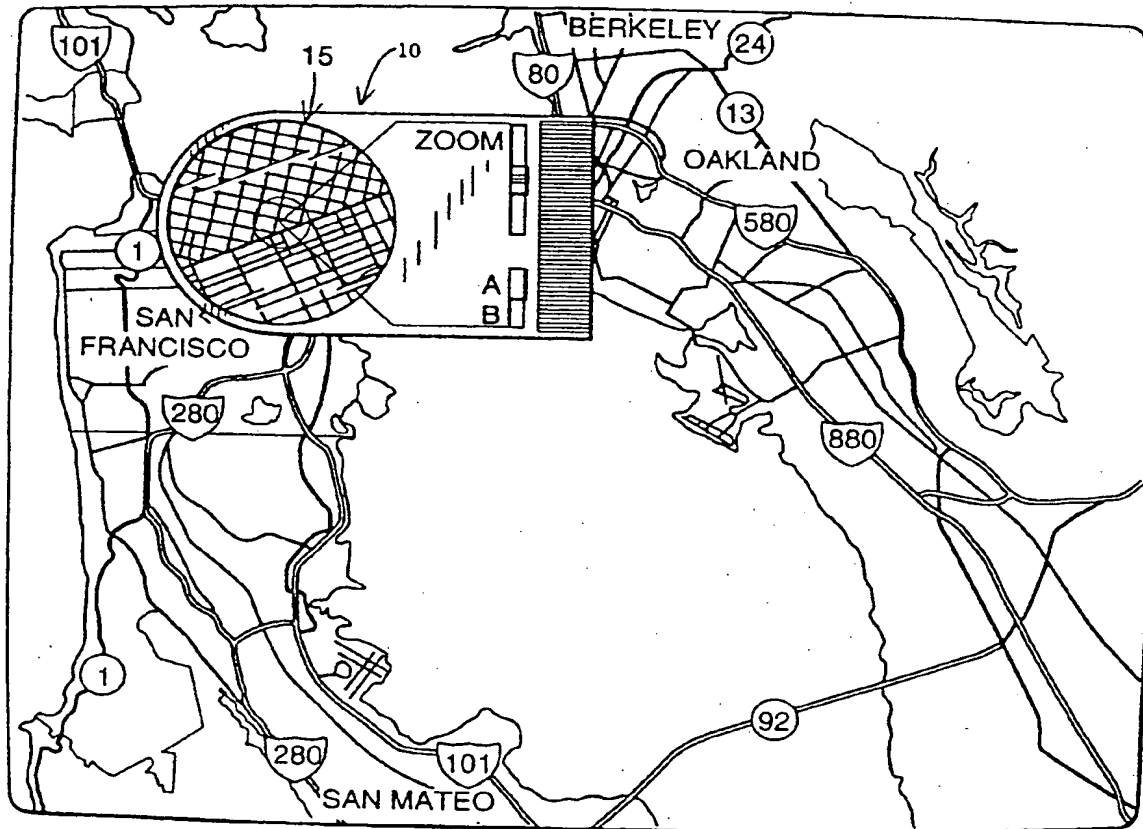 101
15
10
BERKELEY
24
80
13
ZOOM
OAKLAND
580
1
A
B
SAN
FRANCISCO
280
880
1
92
280
101
SAN MATEO